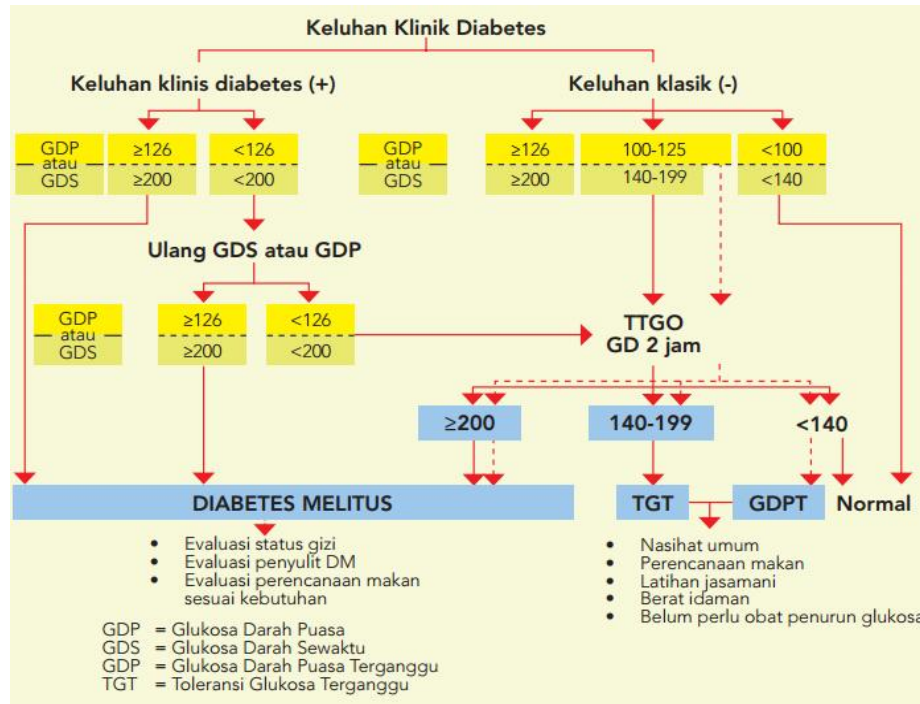 Keluhan Klinik Diabetes
Keluhan klinis diabetes (+)
Keluhan klasik (-)
GDP
atau
GDS
≥126
≥200
<126
<200
GDP
atau
GDS
≥126
≥200
100-125
140-199
<100
<140
Ulang GDS atau GDP
GDP
atau
GDS
≥126
≥200
<126
<200
TTGO
GD 2 jam
≥200
140-199
<140
DIABETES MELITUS
TGT
GDPT
Normal
• Evaluasi status gizi
• Evaluasi penyulit DM
• Evaluasi perencanaan makan
sesuai kebutuhan
• Nasihat umum
• Perencanaan makan
• Latihan jasamani
• Berat idaman
• Belum perlu obat penurun glukosa
GDP = Glukosa Darah Puasa
GDS = Glukosa Darah Sewaktu
GDP = Glukosa Darah Puasa Terganggu
TGT = Toleransi Glukosa Terganggu